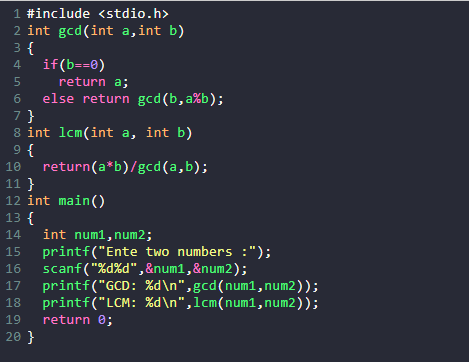 1 #include <stdio.h>
2 int gcd(int a,int b)
3 {
4   if(b==0)
5     return a;
6   else return gcd(b,a%b);
7 }
8 int lcm(int a, int b)
9 {
10   return(a*b)/gcd(a,b);
11 }
12 int main()
13 {
14   int num1,num2;
15   printf("Ente two numbers :");
16   scanf("%d%d",&num1,&num2);
17   printf("GCD: %d\n",gcd(num1,num2));
18   printf("LCM: %d\n",lcm(num1,num2));
19   return 0;
20 }